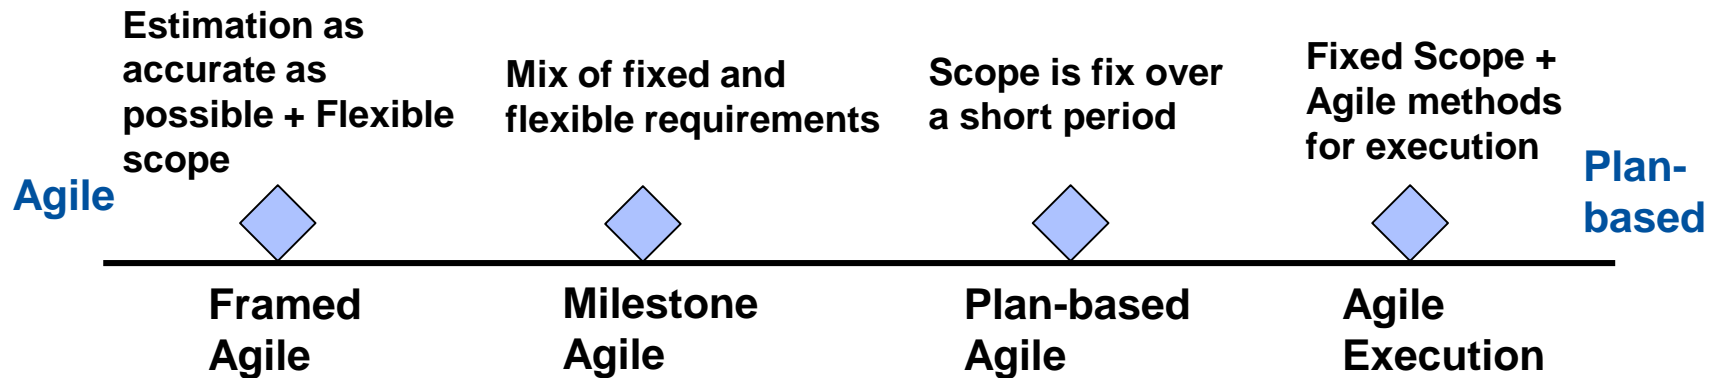 Estimation as
accurate as
possible + Flexible
scope
Mix of fixed and
flexible requirements
Scope is fix over
a short period
Fixed Scope +
Agile methods
for execution
Agile
Plan-
based
Framed
Agile
Milestone
Agile
Plan-based
Agile
Agile
Execution